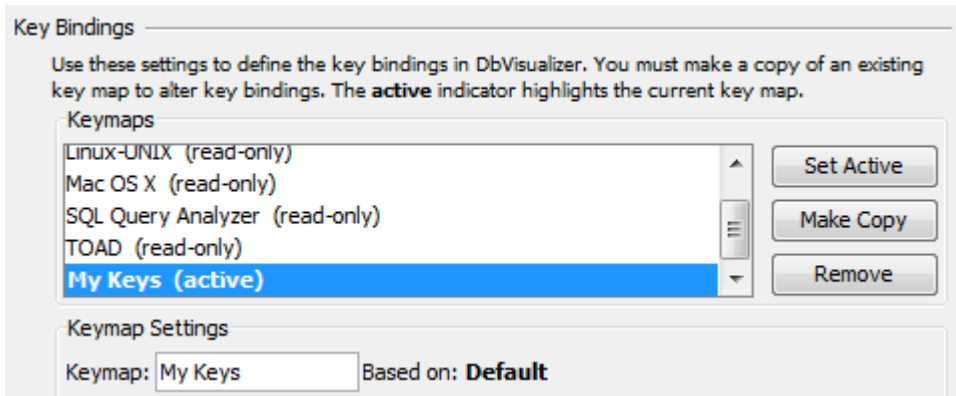 Key Bindings
Use these settings to define the key bindings in DbVisualizer. You must make a copy of an existing
key map to alter key bindings. The active indicator highlights the current key map.
Keymaps
Linux-UNIX (read-only)
Mac OS X (read-only)
SQL Query Analyzer (read-only)
TOAD (read-only)
My Keys (active)
Set Active
Make Copy
Remove
Keymap Settings
Keymap: My Keys Based on: Default